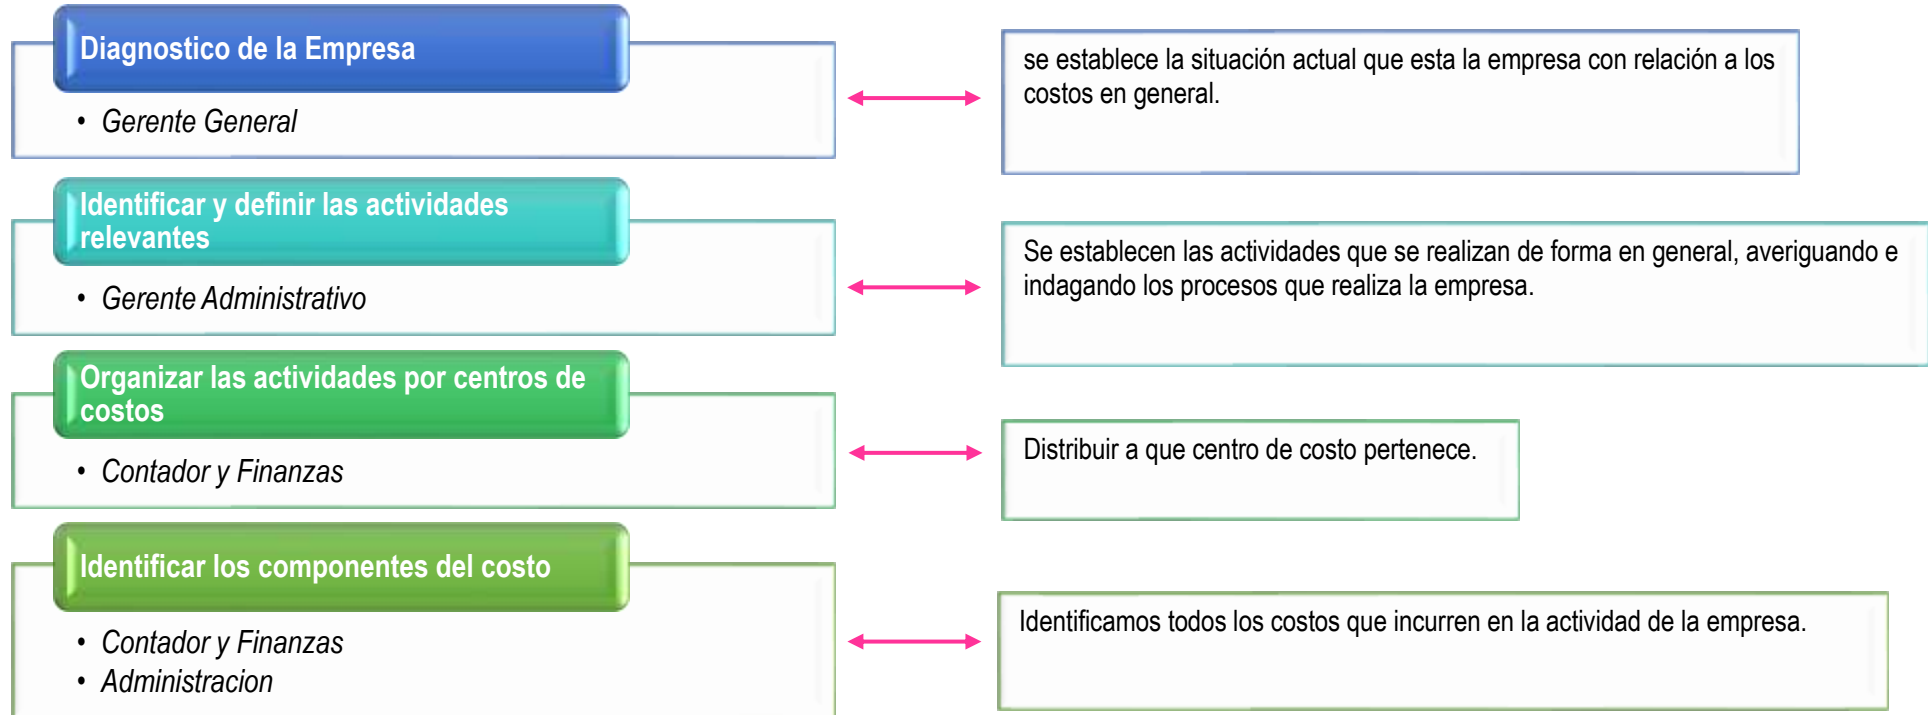 Diagnostico de la Empresa
• Gerente General
se establece la situación actual que esta la empresa con relación a los
costos en general.
Identificar y definir las actividades
relevantes
• Gerente Administrativo
Se establecen las actividades que se realizan de forma en general, averiguando e
indagando los procesos que realiza la empresa.
Organizar las actividades por centros de
costos
• Contador y Finanzas
Distribuir a que centro de costo pertenece.
Identificar los componentes del costo
• Contador y Finanzas
• Administracion
Identificamos todos los costos que incurren en la actividad de la empresa.